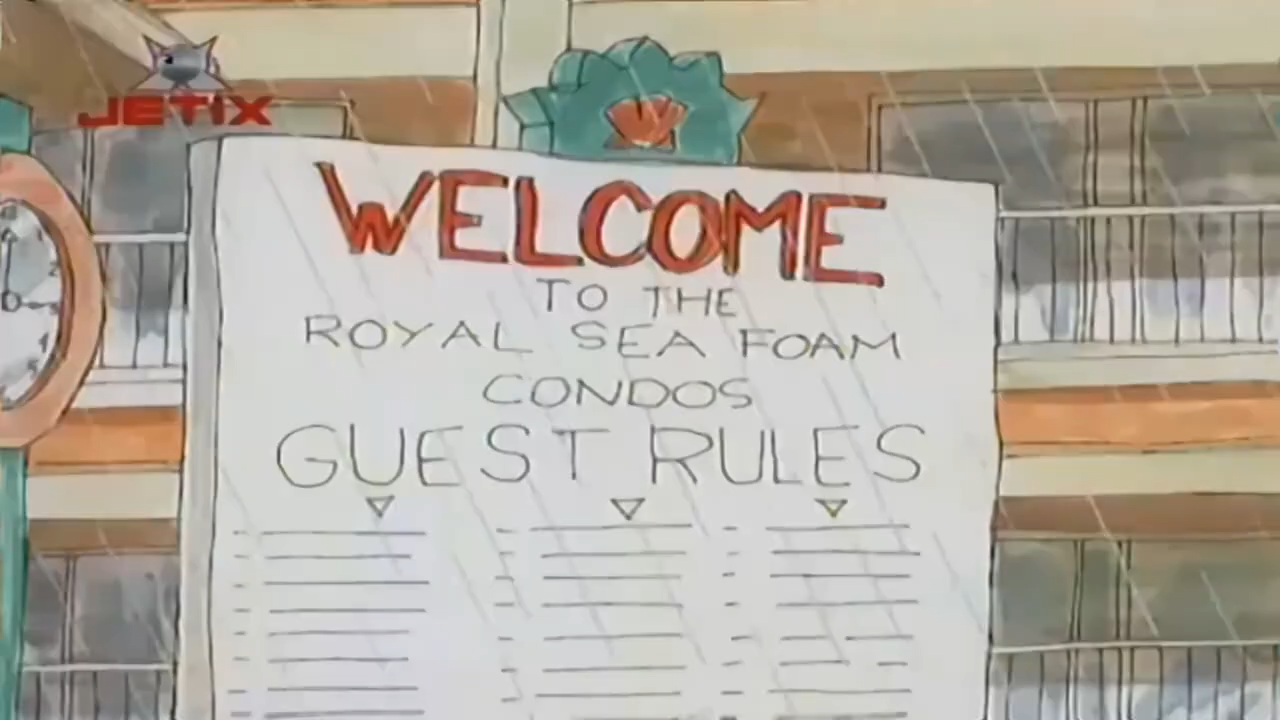 JETIX
WELCOME
TO THE
ROYAL SEA FOAM
CONDOS
GUEST RULES